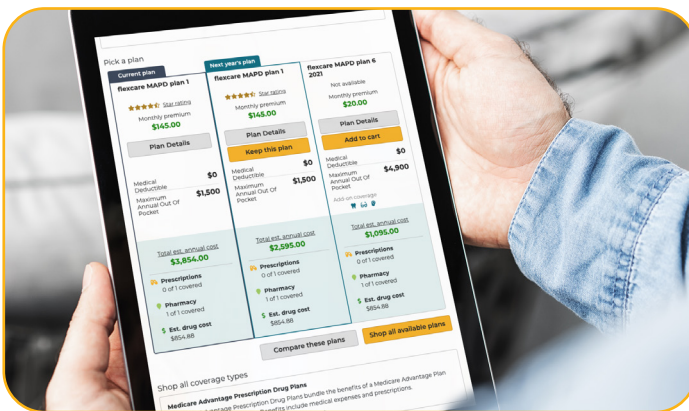 Pick a plan
Current plan
flexcare MAPD plan 1
Star rating
Monthly premium
$145.00
Plan Details
Medical
Deductible
$0
Maximum
Annual Out Of
Pocket
$1,500
Total est. annual cost
$3,854.00
Prescriptions
0 of 1 covered
Pharmacy
1 of 1 covered
Est. drug cost
$854.88
Next year's plan
flexcare MAPD plan 1
Star rating
Monthly premium
$145.00
Plan Details
Keep this plan
Medical
Deductible
$0
Maximum
Annual Out Of
Pocket
$1,500
Total est. annual cost
$2,595.00
Prescriptions
0 of 1 covered
Pharmacy
1 of 1 covered
Est. drug cost
$854.88
flexcare MAPD plan 6
2021
Not available
Monthly premium
$20.00
Plan Details
Add to cart
Medical
Deductible
$0
Maximum
Annual Out Of
Pocket
$4,900
Add-on coverage
Total est. annual cost
$1,095.00
Prescriptions
0 of 1 covered
Pharmacy
1 of 1 covered
Est. drug cost
$854.88
Compare these plans
Shop all available plans
Shop all coverage types
Medicare Advantage Prescription Drug Plans
Prescription Drug Plans bundle the benefits of a Medicare Advantage Plan
include medical expenses and prescriptions.